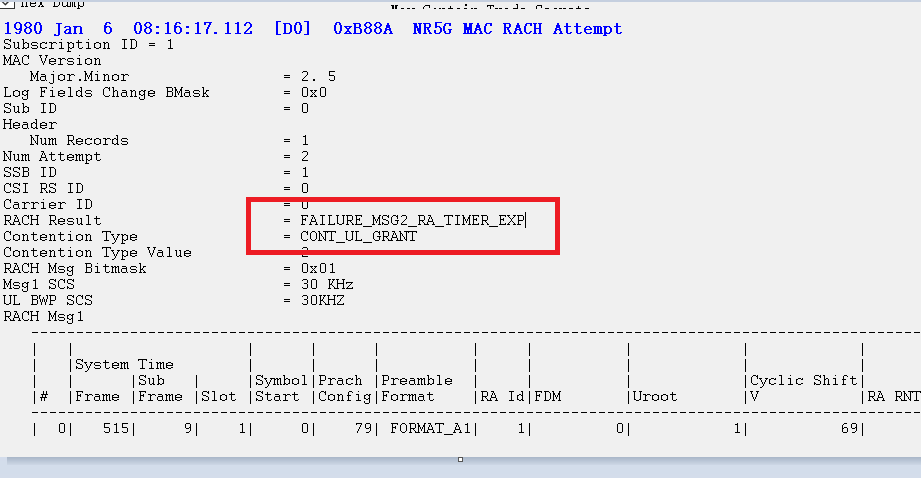 Hex Dump
1980 Jan 6 08:16:17.112 [D0] 0xB88A NR5G MAC RACH Attempt
Subscription ID = 1
MAC Version
Major.Minor = 2. 5
Log Fields Change BMask = 0x0
Sub ID = 0
Header
Num Records = 1
Num Attempt = 2
SSB ID = 1
CSI RS ID = 0
Carrier ID = 0
RACH Result = FAILURE_MSG2_RA_TIMER_EXP
Contention Type = CONT_UL_GRANT
Contention Type Value = 2
RACH Msg Bitmask = 0x01
Msg1 SCS = 30 KHz
UL BWP SCS = 30KHZ
RACH Msg1
| | | | | | | | | | |
| |System Time | | | | | | | |
| | |Sub | |Symbol|Prach |Preamble | | | |Cyclic Shift|
|# |Frame |Frame |Slot |Start |Config|Format |RA Id|FDM |Uroot |V |RA RNT
| 0| 515| 9| 1| 0| 79| FORMAT_A1| 1| 0| 1| 69|